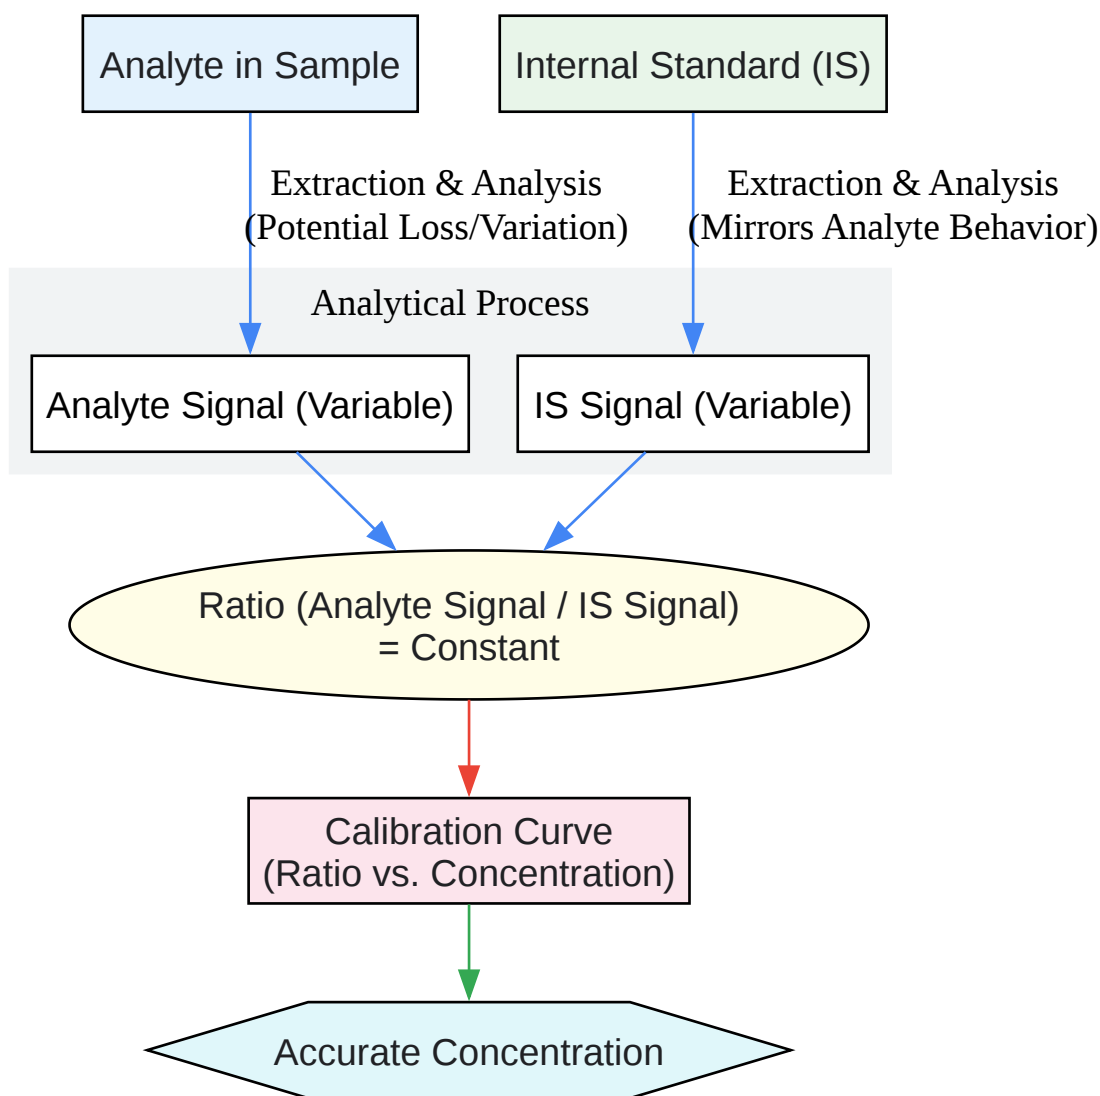 Analyte in Sample
Internal Standard (IS)
Extraction & Analysis
(Potential Loss/Variation)
Extraction & Analysis
(Mirrors Analyte Behavior)
Analytical Process
Analyte Signal (Variable)
IS Signal (Variable)
Ratio (Analyte Signal / IS Signal)
= Constant
Calibration Curve
(Ratio vs. Concentration)
Accurate Concentration